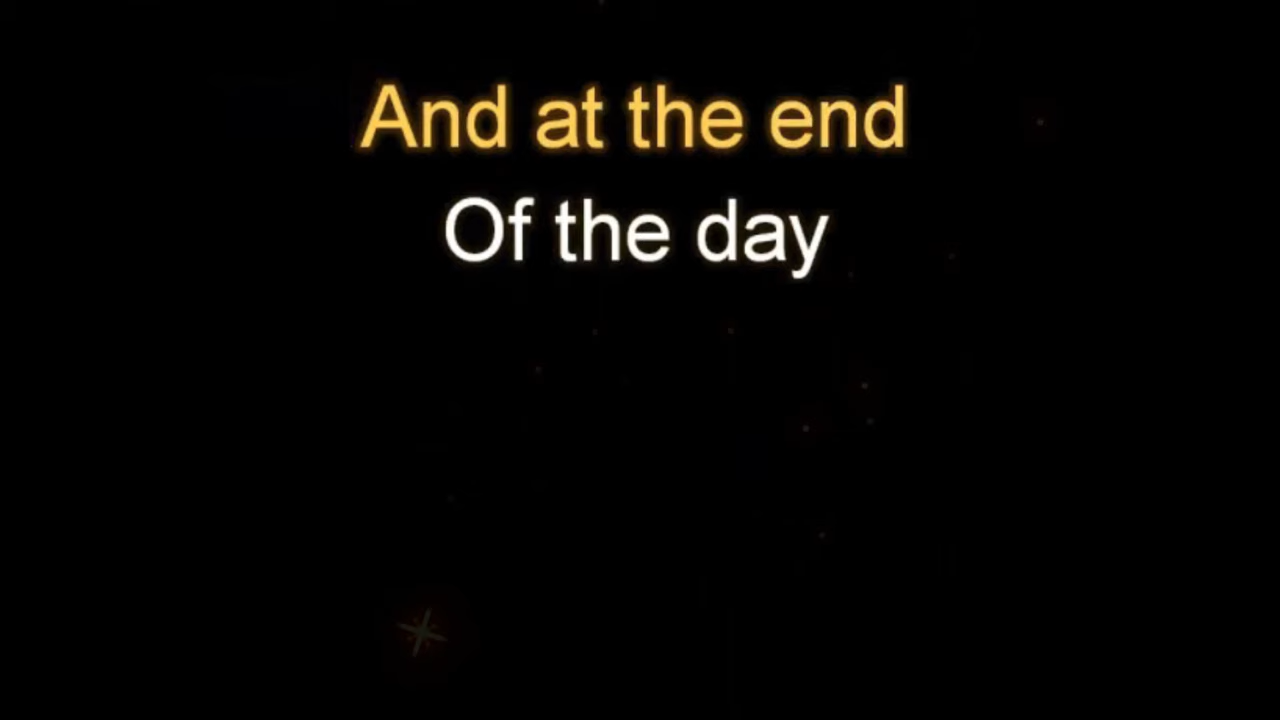 And at the end
Of the day